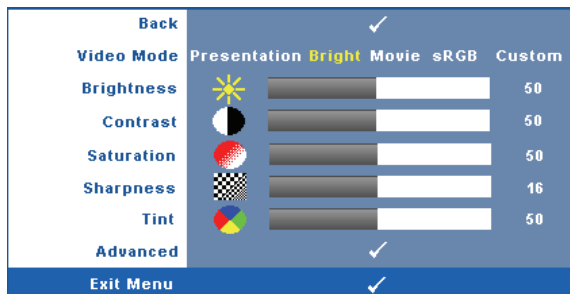 Back
Video Mode Presentation Bright Movie sRGB Custom
Brightness 50
Contrast 50
Saturation 50
Sharpness 16
Tint 50
Advanced
Exit Menu